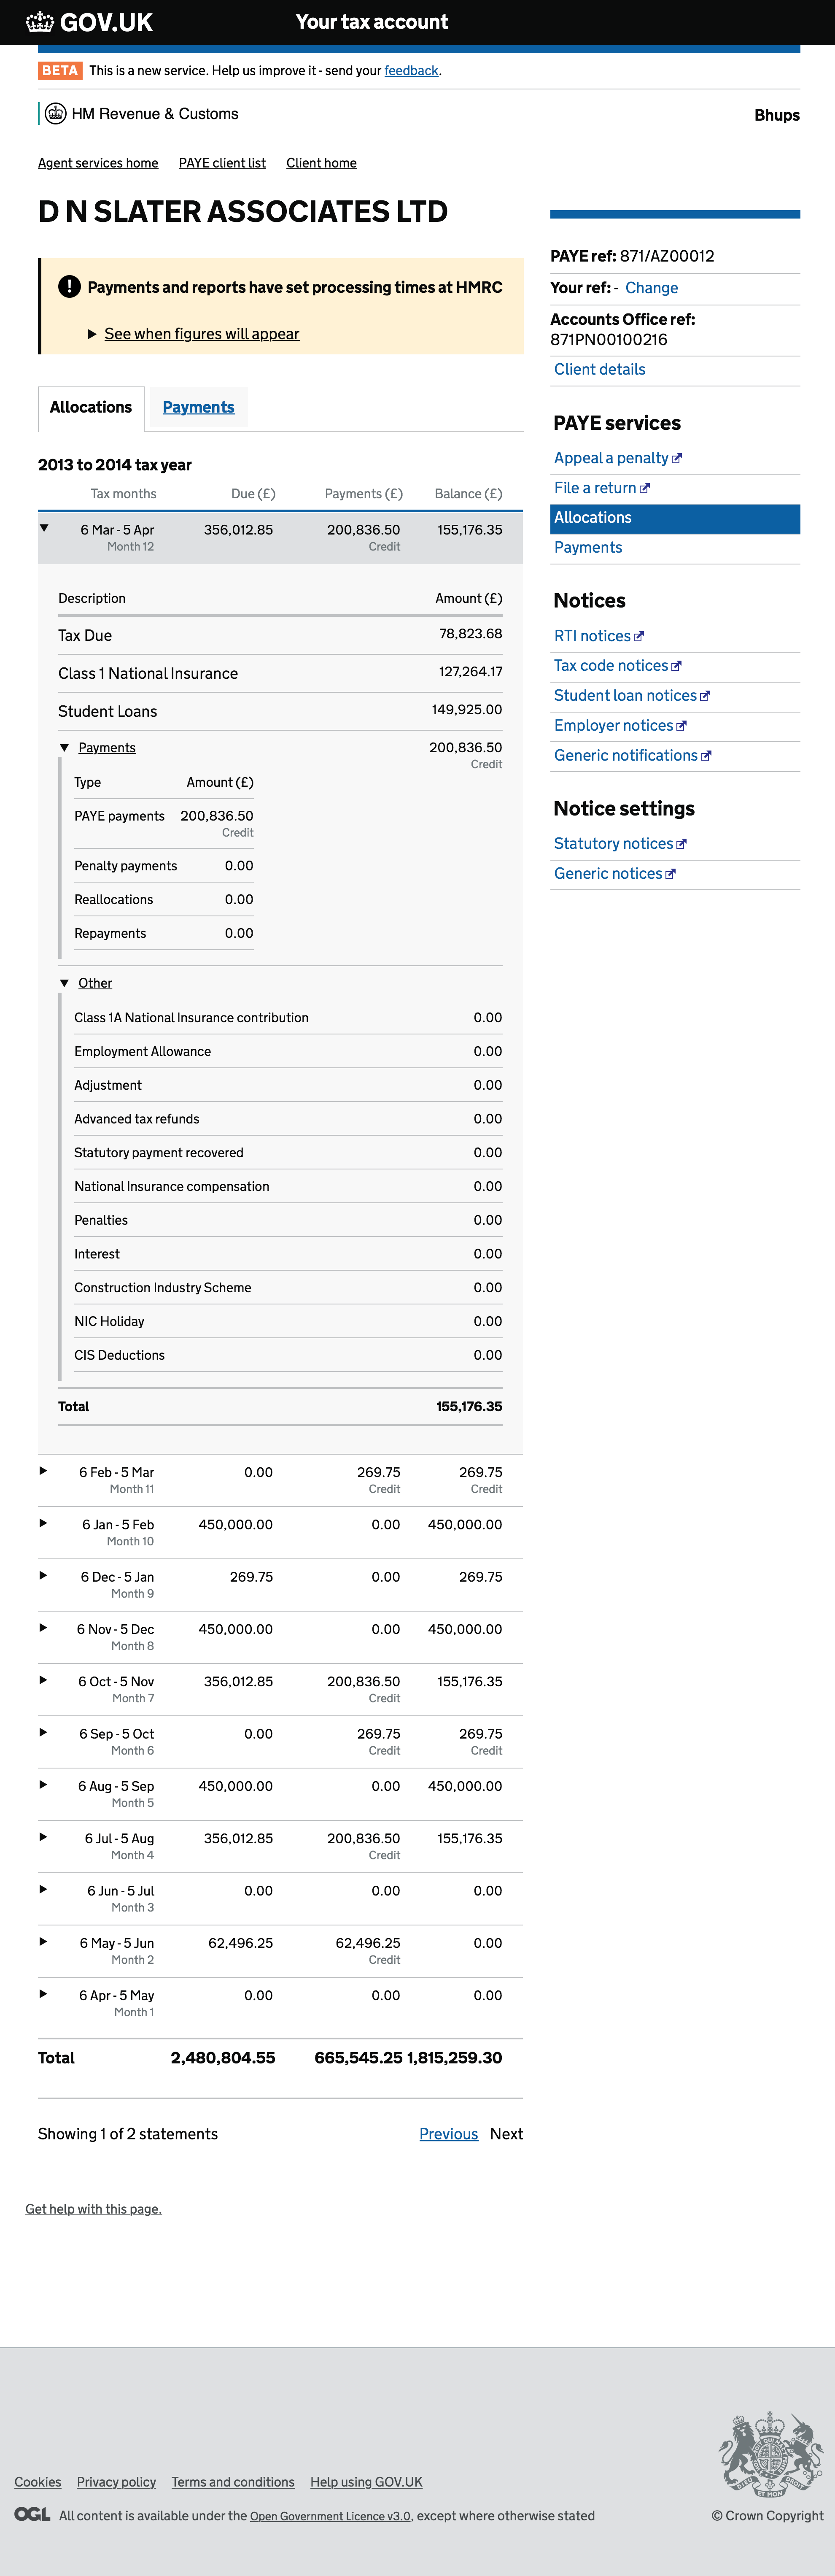 GOV.UK
Your tax account
BETA This is a new service. Help us improve it - send your feedback.
HM Revenue & Customs
Bhups
Agent services home PAYE client list Client home
D N SLATER ASSOCIATES LTD
! Payments and reports have set processing times at HMRC
See when figures will appear
Allocations Payments
2013 to 2014 tax year
Tax months Due (£) Payments (£) Balance (£)
6 Mar - 5 Apr 356,012.85 200,836.50 155,176.35
Month 12 Credit
Description Amount (£)
Tax Due 78,823.68
Class 1 National Insurance 127,264.17
Student Loans 149,925.00
Payments 200,836.50
Credit
Type Amount (£)
PAYE payments 200,836.50
Credit
Penalty payments 0.00
Reallocations 0.00
Repayments 0.00
Other
Class 1A National Insurance contribution 0.00
Employment Allowance 0.00
Adjustment 0.00
Advanced tax refunds 0.00
Statutory payment recovered 0.00
National Insurance compensation 0.00
Penalties 0.00
Interest 0.00
Construction Industry Scheme 0.00
NIC Holiday 0.00
CIS Deductions 0.00
Total 155,176.35
6 Feb - 5 Mar 0.00 269.75 269.75
Month 11 Credit Credit
6 Jan - 5 Feb 450,000.00 0.00 450,000.00
Month 10
6 Dec - 5 Jan 269.75 0.00 269.75
Month 9
6 Nov - 5 Dec 450,000.00 0.00 450,000.00
Month 8
6 Oct - 5 Nov 356,012.85 200,836.50 155,176.35
Month 7 Credit
6 Sep - 5 Oct 0.00 269.75 269.75
Month 6 Credit Credit
6 Aug - 5 Sep 450,000.00 0.00 450,000.00
Month 5
6 Jul - 5 Aug 356,012.85 200,836.50 155,176.35
Month 4 Credit
6 Jun - 5 Jul 0.00 0.00 0.00
Month 3
6 May - 5 Jun 62,496.25 62,496.25 0.00
Month 2 Credit
6 Apr - 5 May 0.00 0.00 0.00
Month 1
Total 2,480,804.55 665,545.25 1,815,259.30
Showing 1 of 2 statements Previous Next
Get help with this page.
PAYE ref: 871/AZ00012
Your ref: - Change
Accounts Office ref:
871PN00100216
Client details
PAYE services
Appeal a penalty
File a return
Allocations
Payments
Notices
RTI notices
Tax code notices
Student loan notices
Employer notices
Generic notifications
Notice settings
Statutory notices
Generic notices
Cookies Privacy policy Terms and conditions Help using GOV.UK
OGL All content is available under the Open Government Licence v3.0, except where otherwise stated
DIEU ET MON DROIT
© Crown Copyright